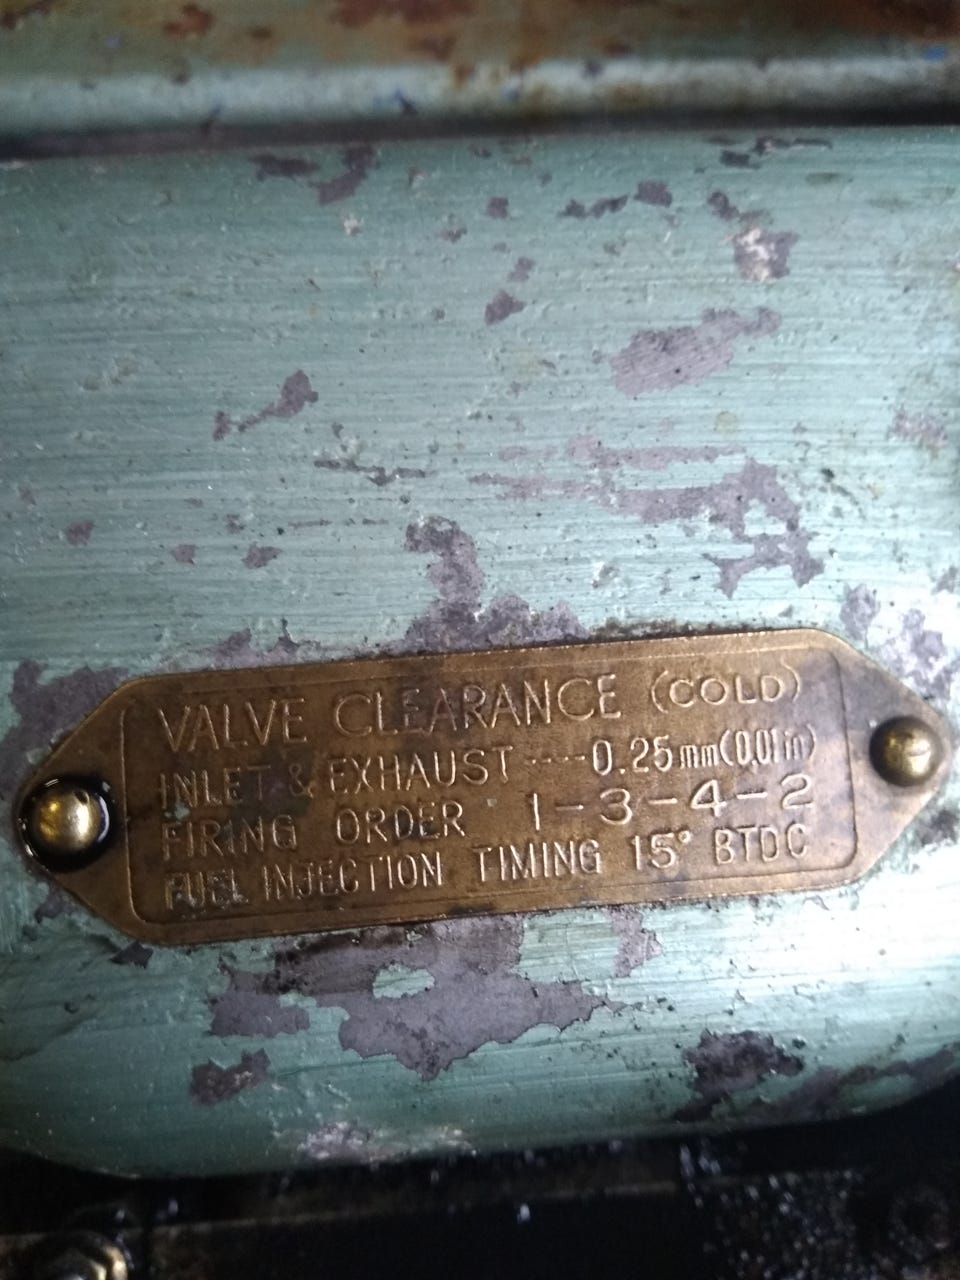 VALVE CLEARANCE (COLD)
INLET & EXHAUST ----0.25mm(0.01in)
FIRING ORDER 1-3-4-2
FUEL INJECTION TIMING 15° BTDC